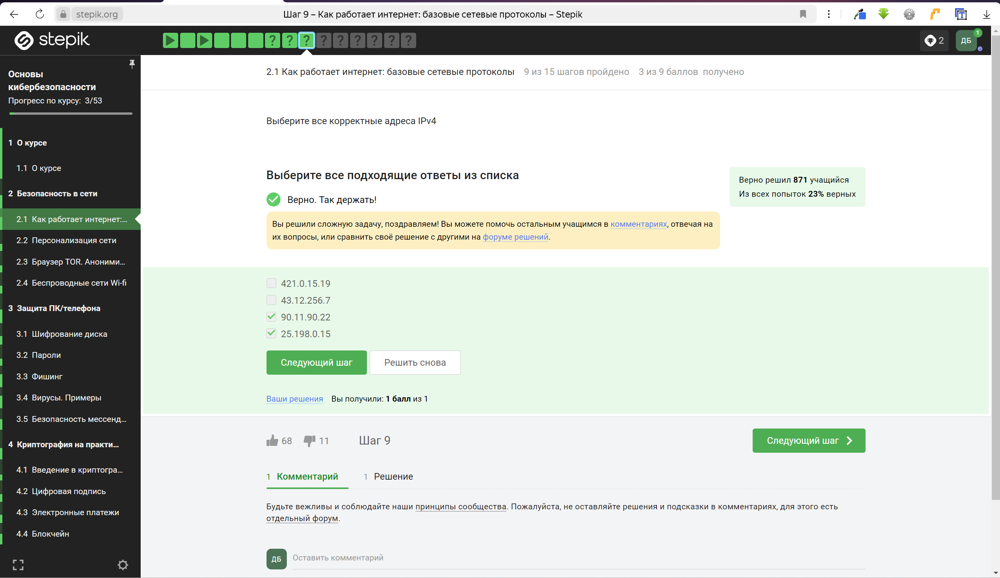 stepik.org
Шаг 9 – Как работает интернет: базовые сетевые протоколы – Stepik
stepik
? ? ? ? ? ? ? ? ?
2
ДБ
1
Основы
кибербезопасности
Прогресс по курсу: 3/53
1 О курсе
1.1 О курсе
2 Безопасность в сети
2.1 Как работает интернет:...
2.2 Персонализация сети
2.3 Браузер TOR. Аноними...
2.4 Беспроводные сети Wi-fi
3 Защита ПК/телефона
3.1 Шифрование диска
3.2 Пароли
3.3 Фишинг
3.4 Вирусы. Примеры
3.5 Безопасность мессенд...
4 Криптография на практи...
4.1 Введение в криптогра...
4.2 Цифровая подпись
4.3 Электронные платежи
4.4 Блокчейн
2.1 Как работает интернет: базовые сетевые протоколы 9 из 15 шагов пройдено 3 из 9 баллов получено
Выберите все корректные адреса IPv4
Выберите все подходящие ответы из списка
Верно решил 871 учащийся
Из всех попыток 23% верных
Верно. Так держать!
Вы решили сложную задачу, поздравляем! Вы можете помочь остальным учащимся в комментариях, отвечая на
их вопросы, или сравнить своё решение с другими на форуме решений.
421.0.15.19
43.12.256.7
90.11.90.22
25.198.0.15
Следующий шаг Решить снова
Ваши решения Вы получили: 1 балл из 1
68 11 Шаг 9 Следующий шаг
1 Комментарий 1 Решение
Будьте вежливы и соблюдайте наши принципы сообщества. Пожалуйста, не оставляйте решения и подсказки в комментариях, для этого есть
отдельный форум.
ДБ Оставить комментарий